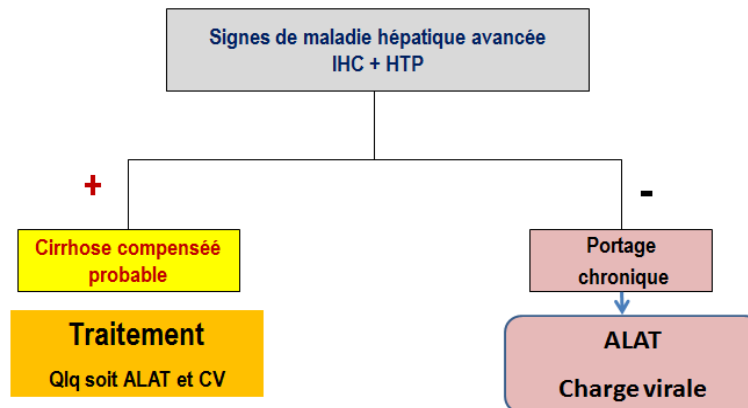 Signes de maladie hépatique avancée
IHC + HTP
+
-
Cirrhose compenséé
probable
Portage
chronique
Traitement
Qlq soit ALAT et CV
ALAT
Charge virale